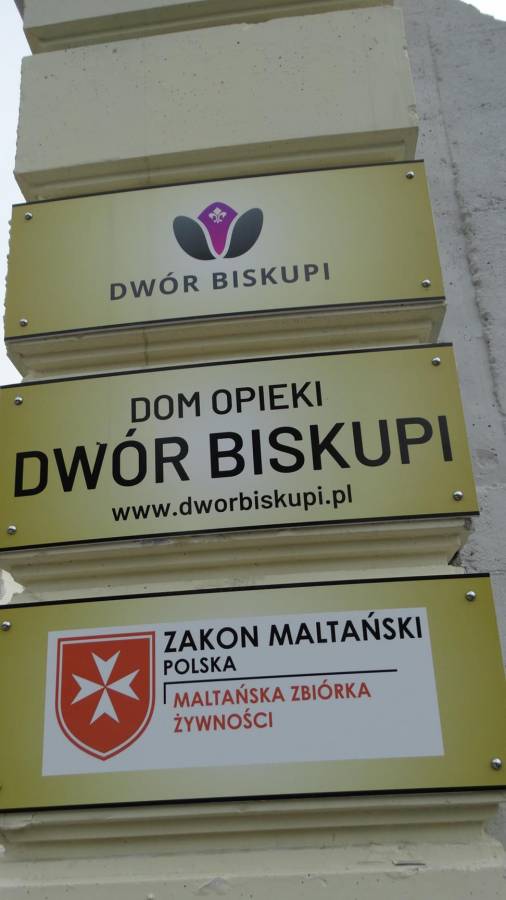 DWÓR BISKUPI
DOM OPIEKI
DWÓR BISKUPI
www.dworbiskupi.pl
ZAKON MALTAŃSKI
POLSKA
MALTAŃSKA ZBIÓRKA
ŻYWNOŚCI